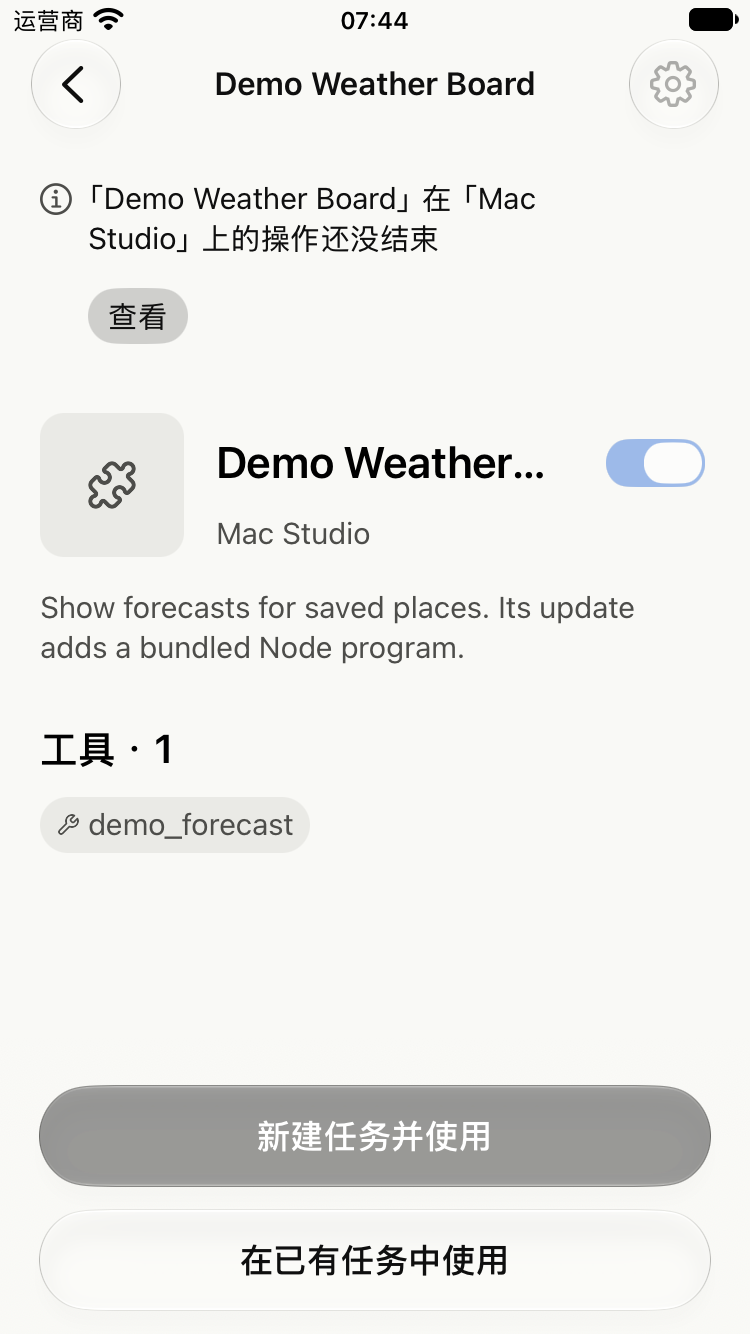 运营商
07:44
Demo Weather Board
「Demo Weather Board」在「Mac
Studio」上的操作还没结束
查看
Demo Weather...
Mac Studio
Show forecasts for saved places. Its update
adds a bundled Node program.
工具 · 1
demo_forecast
新建任务并使用
在已有任务中使用